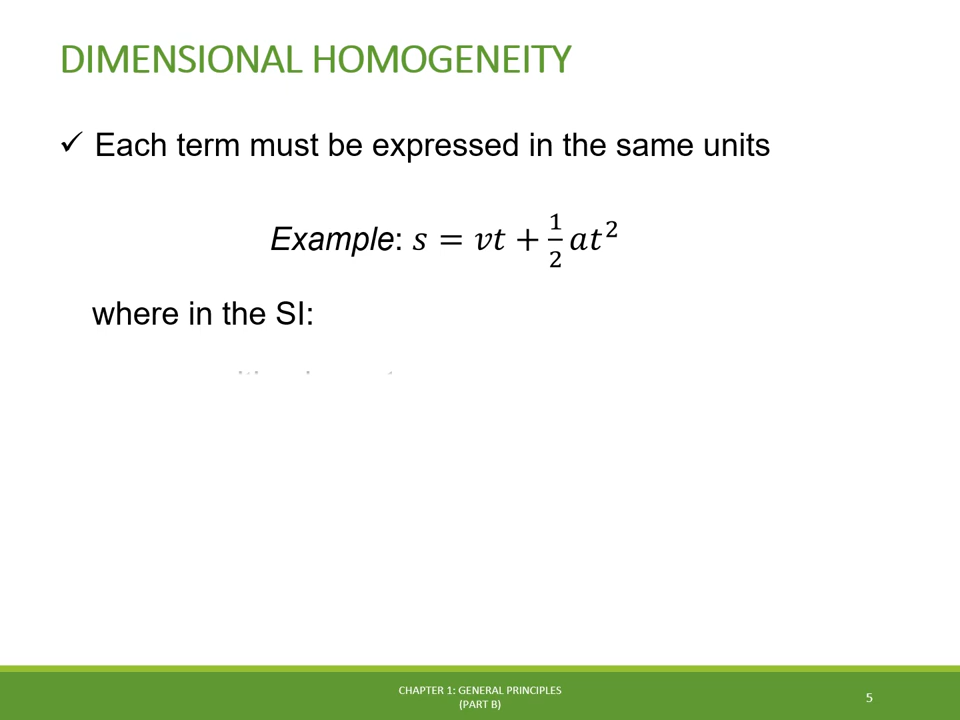 DIMENSIONAL HOMOGENEITY
✓ Each term must be expressed in the same units
Example: s = vt + 1/2 at²
where in the SI:
CHAPTER 1: GENERAL PRINCIPLES
(PART B)
5